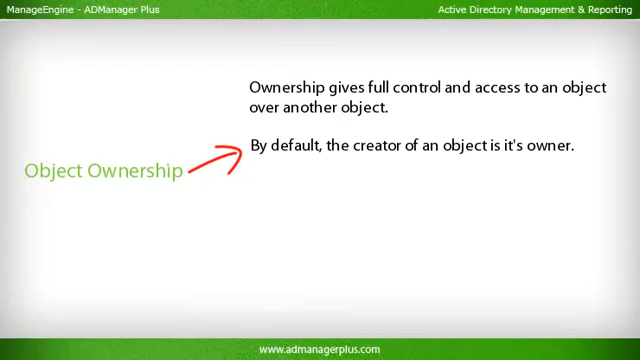 ManageEngine - ADManager Plus
Active Directory Management & Reporting
Ownership gives full control and access to an object
over another object.
By default, the creator of an object is it's owner.
Object Ownership
www.admanagerplus.com